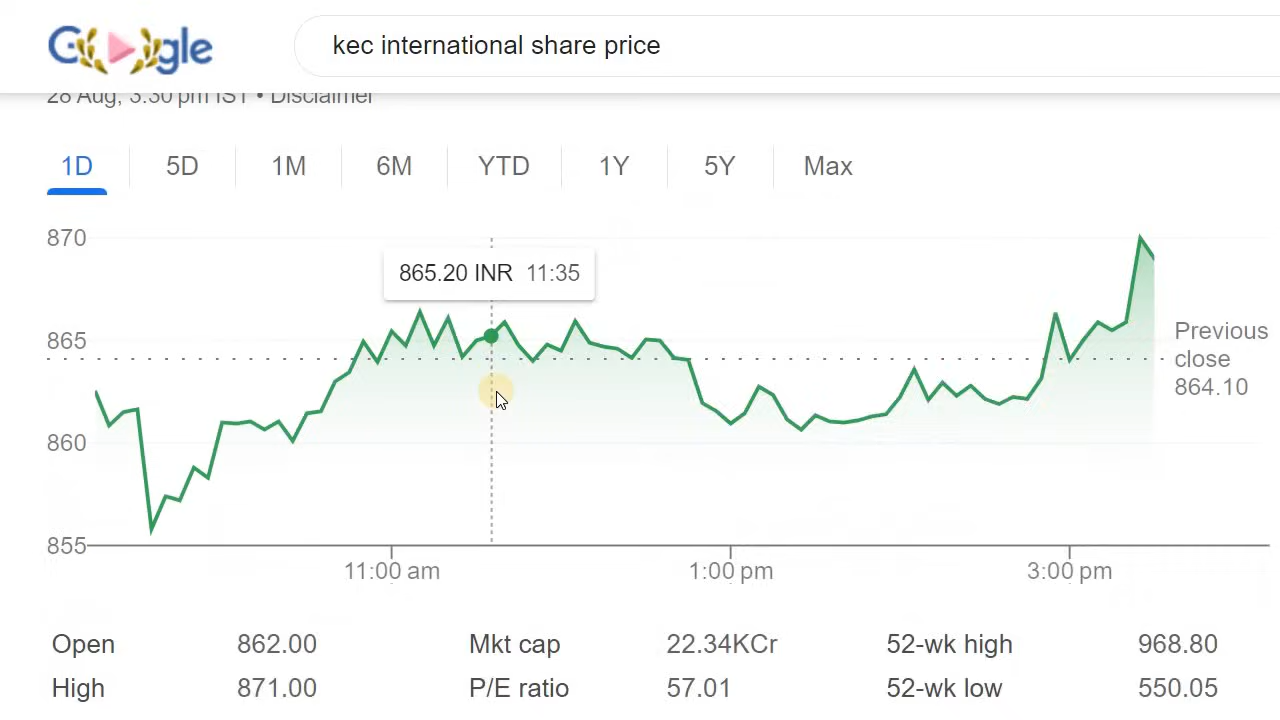 Google
kec international share price
28 Aug, 3:30 pm IST • Disclaimer
1D 5D 1M 6M YTD 1Y 5Y Max
870
865.20 INR 11:35
865
Previous
close
864.10
860
855
11:00 am 1:00 pm 3:00 pm
Open 862.00 Mkt cap 22.34KCr 52-wk high 968.80
High 871.00 P/E ratio 57.01 52-wk low 550.05